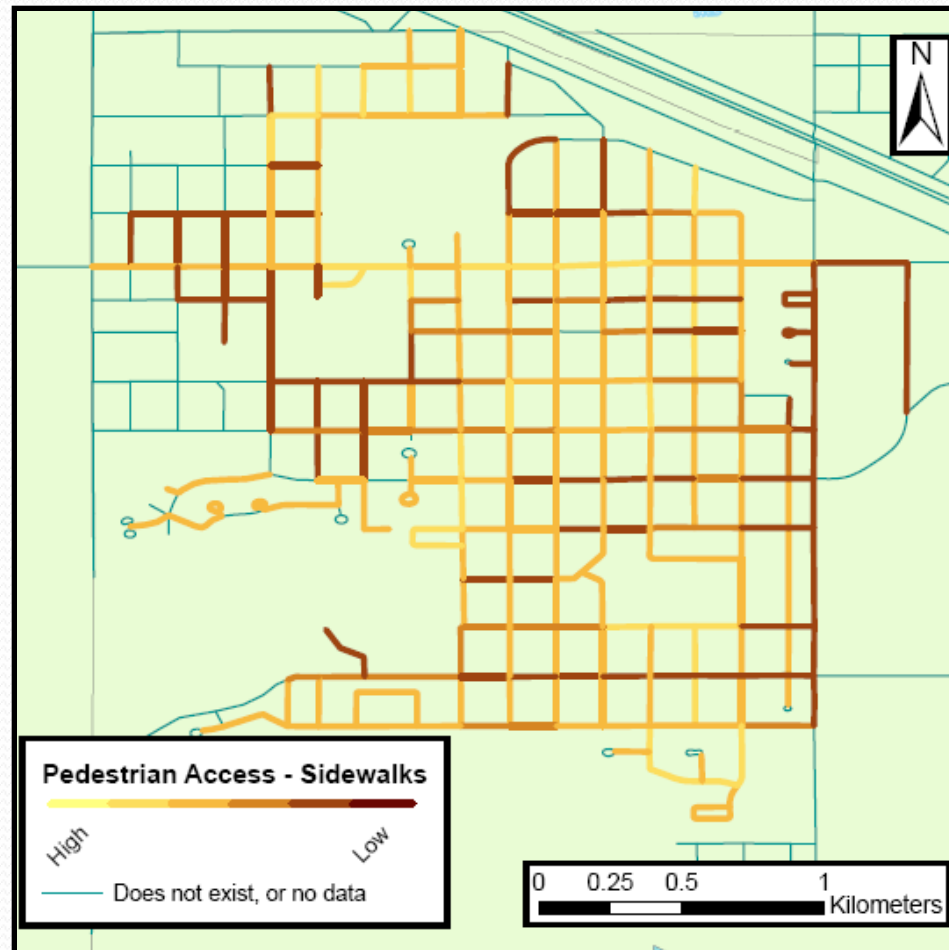 N
Pedestrian Access - Sidewalks
High
Low
Does not exist, or no data
0 0.25 0.5 1
Kilometers